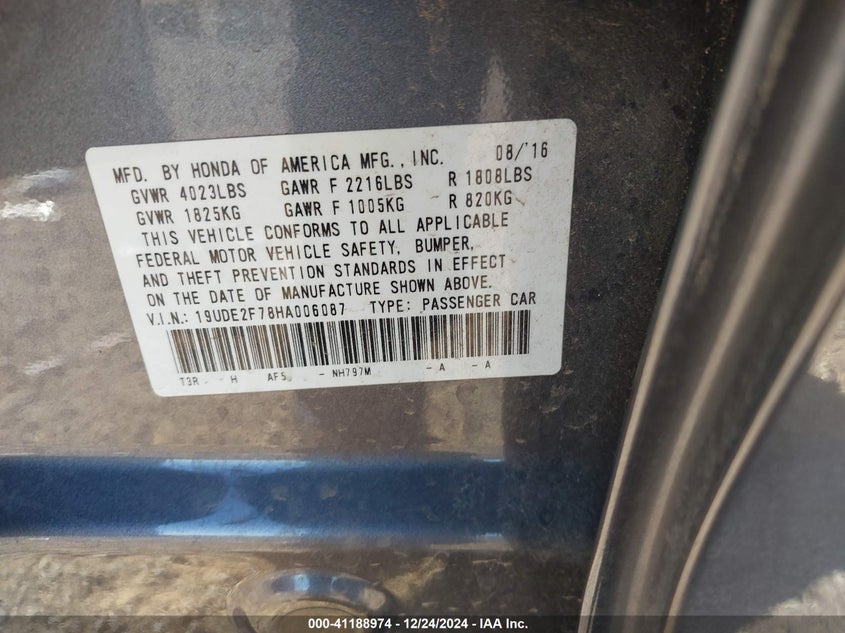 MFD. BY HONDA OF AMERICA MFG., INC. 08/'16
GVWR 4023LBS GAWR F 2216LBS R 1808LBS
GVWR 1825KG GAWR F 1005KG R 820KG
THIS VEHICLE CONFORMS TO ALL APPLICABLE
FEDERAL MOTOR VEHICLE SAFETY, BUMPER,
AND THEFT PREVENTION STANDARDS IN EFFECT
ON THE DATE OF MANUFACTURE SHOWN ABOVE.
V.I.N.: 19UDE2F78HA006087 TYPE: PASSENGER CAR
T3R - H AF5 - NH797M - A - A
000-41188974 - 12/24/2024 - IAA Inc.